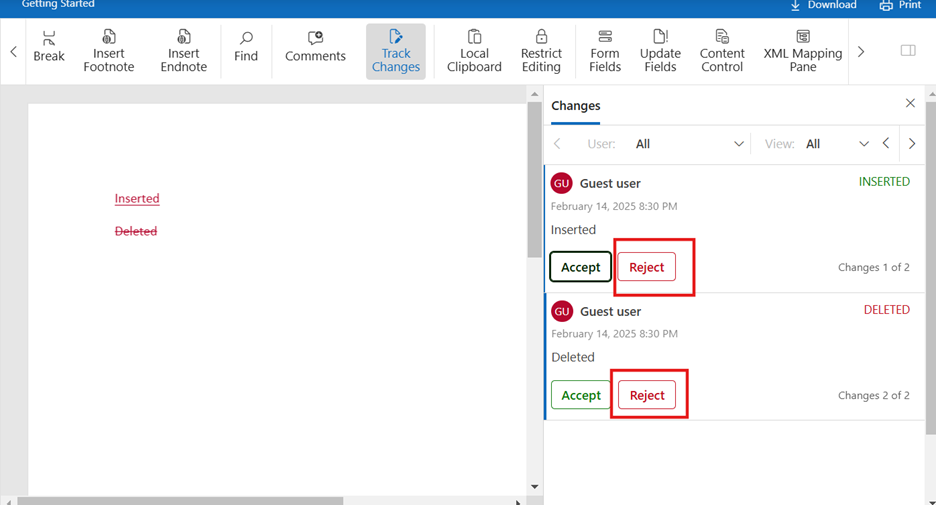 Getting Started
Download
Print
Break
Insert
Footnote
Insert
Endnote
Find
Comments
Track
Changes
Local
Clipboard
Restrict
Editing
Form
Fields
Update
Fields
Content
Control
XML Mapping
Pane
Inserted
Deleted
Changes
User: All
View: All
GU Guest user INSERTED
February 14, 2025 8:30 PM
Inserted
Accept Reject Changes 1 of 2
GU Guest user DELETED
February 14, 2025 8:30 PM
Deleted
Accept Reject Changes 2 of 2